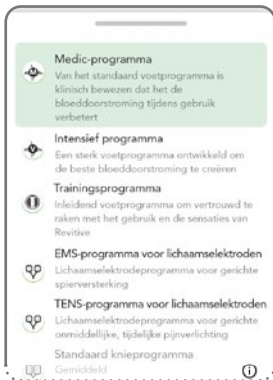 Medic-programma
Van het standaard voetprogramma is
klinisch bewezen dat het de
bloeddoorstroming tijdens gebruik
verbetert
Intensief programma
Een sterk voetprogramma ontwikkeld om
de beste bloeddoorstroming te creëren
Trainingsprogramma
Inleidend voetprogramma om vertrouwd te
raken met het gebruik en de sensaties van
Revitive
EMS-programma voor lichaamselektroden
Lichaamselektrodeprogramma voor gerichte
spierversterking
TENS-programma voor lichaamselektroden
Lichaamselektrodeprogramma voor gerichte
onmiddellijke, tijdelijke pijnverlichting
Standaard knieprogramma
Gemiddeld